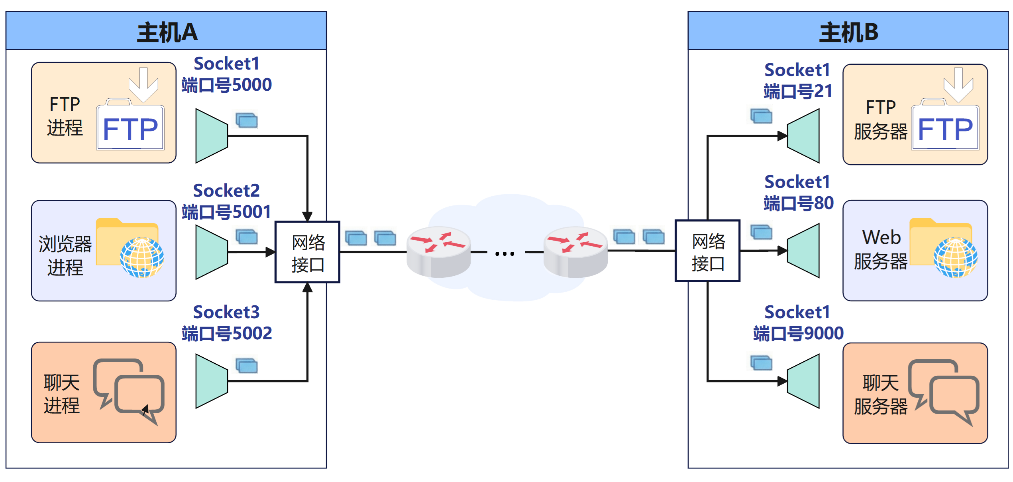 主机A
Socket1
端口号5000
FTP
进程
FTP
Socket2
端口号5001
浏览器
进程
网络
接口
Socket3
端口号5002
聊天
进程
...
主机B
Socket1
端口号21
FTP
服务器
FTP
Socket1
端口号80
网络
接口
Web
服务器
Socket1
端口号9000
聊天
服务器